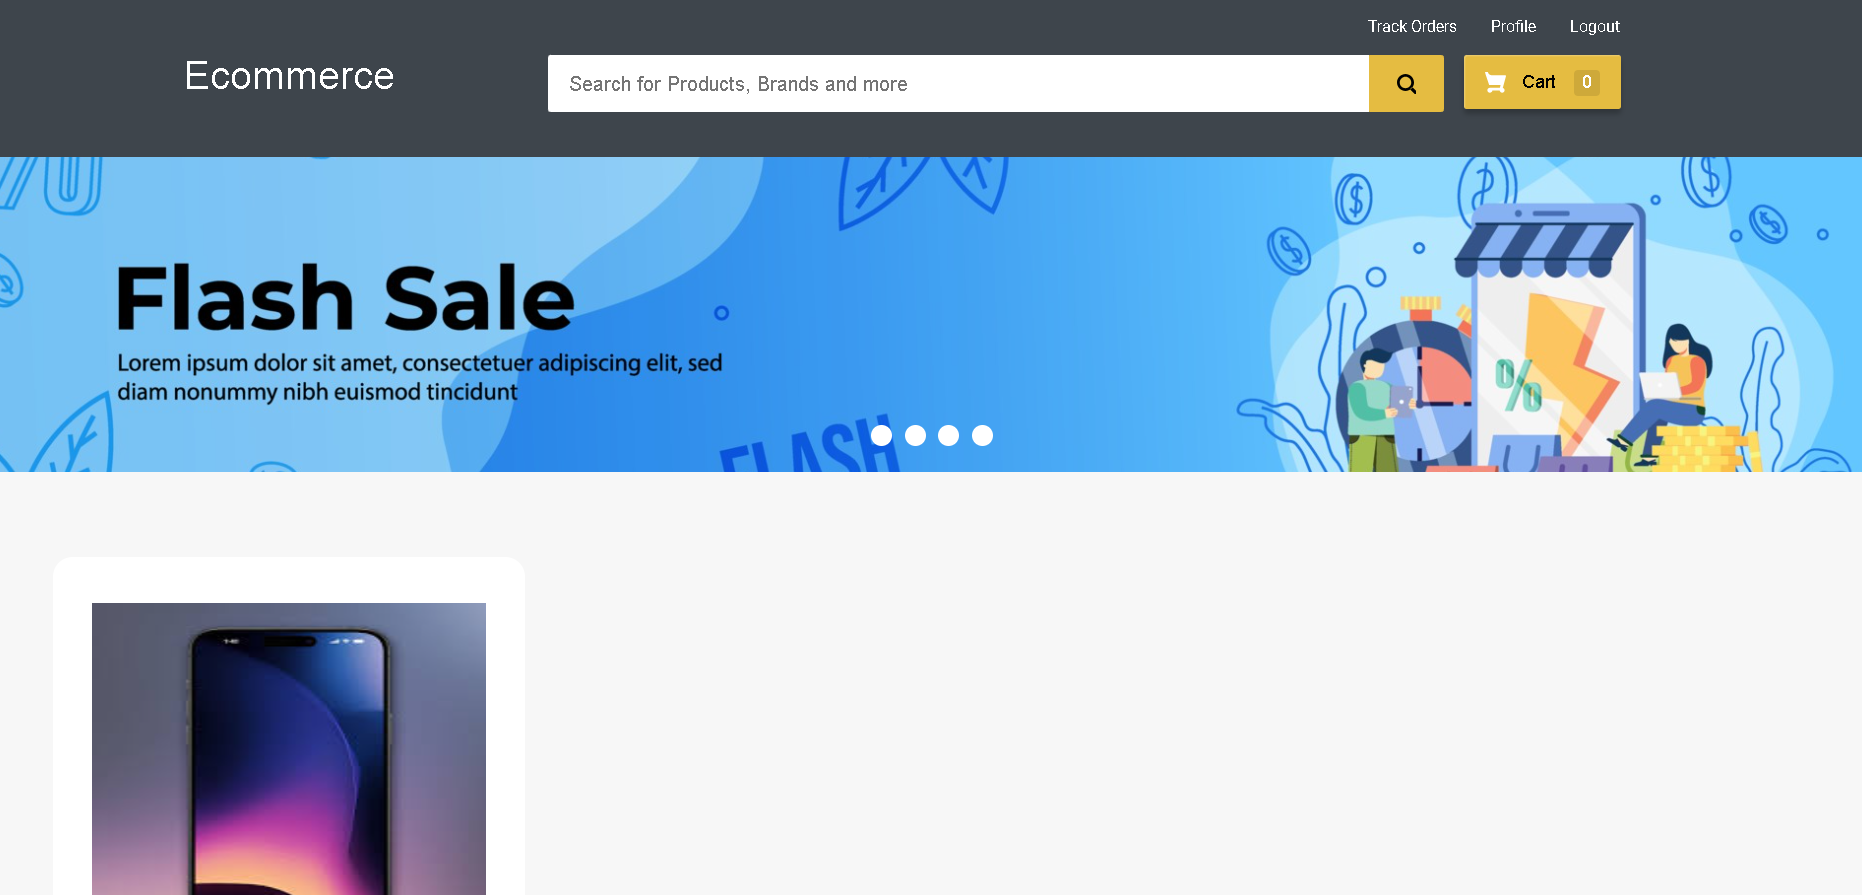 Track Orders Profile Logout
Ecommerce
Search for Products, Brands and more
Cart 0
%
Flash Sale
Lorem ipsum dolor sit amet, consectetuer adipiscing elit, sed
diam nonummy nibh euismod tincidunt
%
FLASH